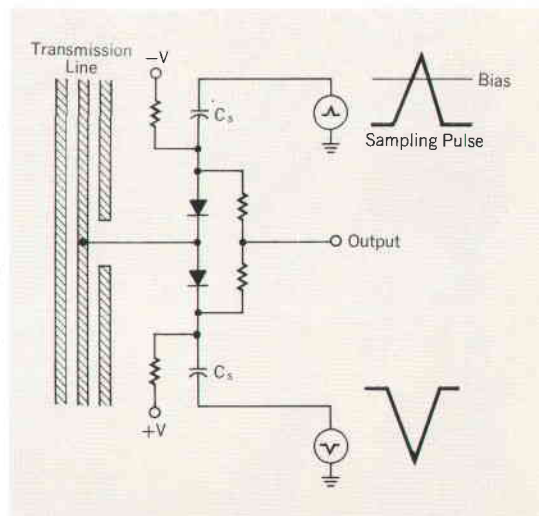 Transmission
Line
−V
Cs
Bias
Sampling Pulse
Output
Cs
+V